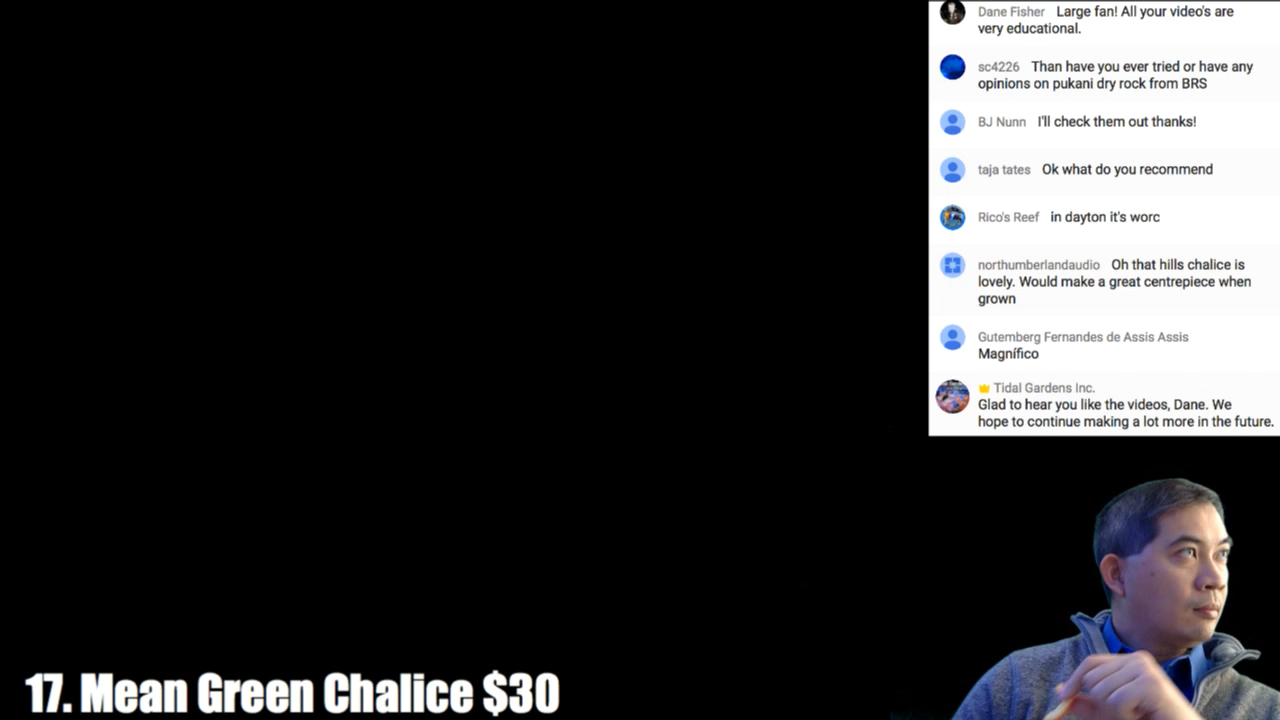 Dane Fisher Large fan! All your video's are
very educational.
sc4226 Than have you ever tried or have any
opinions on pukani dry rock from BRS
BJ Nunn I'll check them out thanks!
taja tates Ok what do you recommend
Rico's Reef in dayton it's worc
northumberlandaudio Oh that hills chalice is
lovely. Would make a great centrepiece when
grown
Gutemberg Fernandes de Assis Assis
Magnífico
Tidal Gardens Inc.
Glad to hear you like the videos, Dane. We
hope to continue making a lot more in the future.
17. Mean Green Chalice $30